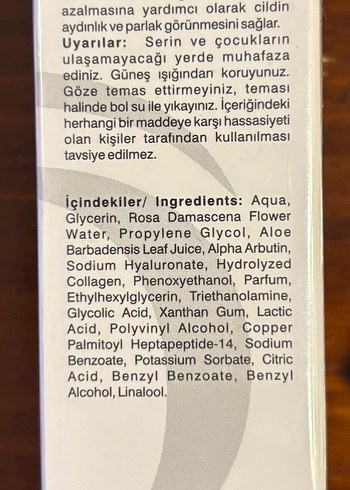 azalmasına yardımcı olarak cildin
aydınlık ve parlak görünmesini sağlar.
Uyarılar: Serin ve çocukların
ulaşamayacağı yerde muhafaza
ediniz. Güneş ışığından koruyunuz.
Göze temas ettirmeyiniz, teması
halinde bol su ile yıkayınız. İçeriğindeki
herhangi bir maddeye karşı hassasiyeti
olan kişiler tarafından kullanılması
tavsiye edilmez.
İçindekiler/ Ingredients: Aqua,
Glycerin, Rosa Damascena Flower
Water, Propylene Glycol, Aloe
Barbadensis Leaf Juice, Alpha Arbutin,
Sodium Hyaluronate, Hydrolyzed
Collagen, Phenoxyethanol, Parfum,
Ethylhexylglycerin, Triethanolamine,
Glycolic Acid, Xanthan Gum, Lactic
Acid, Polyvinyl Alcohol, Copper
Palmitoyl Heptapeptide-14, Sodium
Benzoate, Potassium Sorbate, Citric
Acid, Benzyl Benzoate, Benzyl
Alcohol, Linalool.